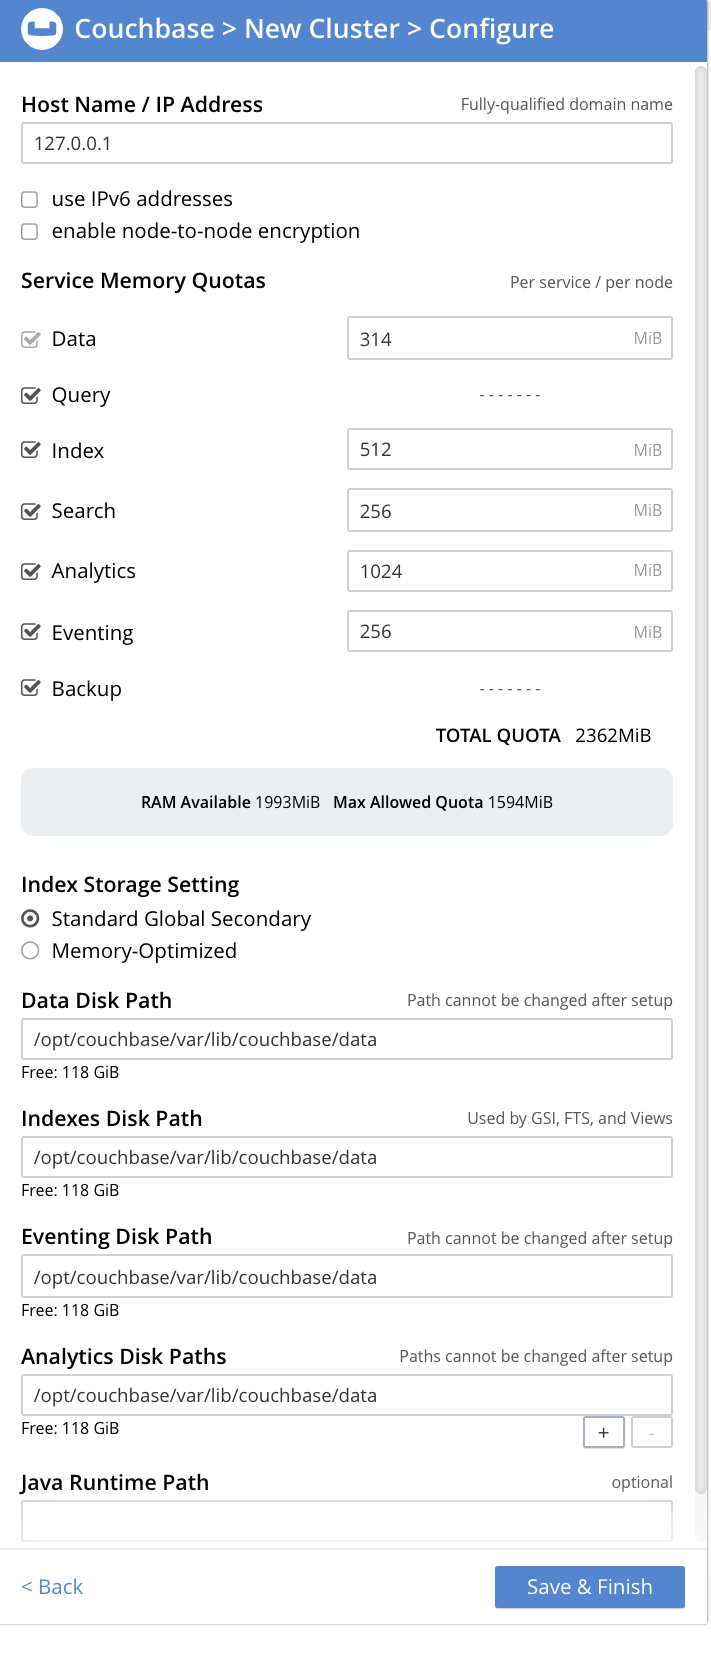 Couchbase > New Cluster > Configure
Host Name / IP Address Fully-qualified domain name
127.0.0.1
use IPv6 addresses
enable node-to-node encryption
Service Memory Quotas Per service / per node
Data 314 MiB
Query -------
Index 512 MiB
Search 256 MiB
Analytics 1024 MiB
Eventing 256 MiB
Backup -------
TOTAL QUOTA 2362MiB
RAM Available 1993MiB Max Allowed Quota 1594MiB
Index Storage Setting
Standard Global Secondary
Memory-Optimized
Data Disk Path Path cannot be changed after setup
/opt/couchbase/var/lib/couchbase/data
Free: 118 GiB
Indexes Disk Path Used by GSI, FTS, and Views
/opt/couchbase/var/lib/couchbase/data
Free: 118 GiB
Eventing Disk Path Path cannot be changed after setup
/opt/couchbase/var/lib/couchbase/data
Free: 118 GiB
Analytics Disk Paths Paths cannot be changed after setup
/opt/couchbase/var/lib/couchbase/data
Free: 118 GiB + -
Java Runtime Path optional
< Back Save & Finish